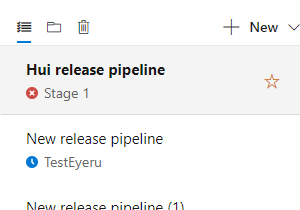 New
Hui release pipeline
Stage 1
New release pipeline
TestEyeru
New release pipeline (1)